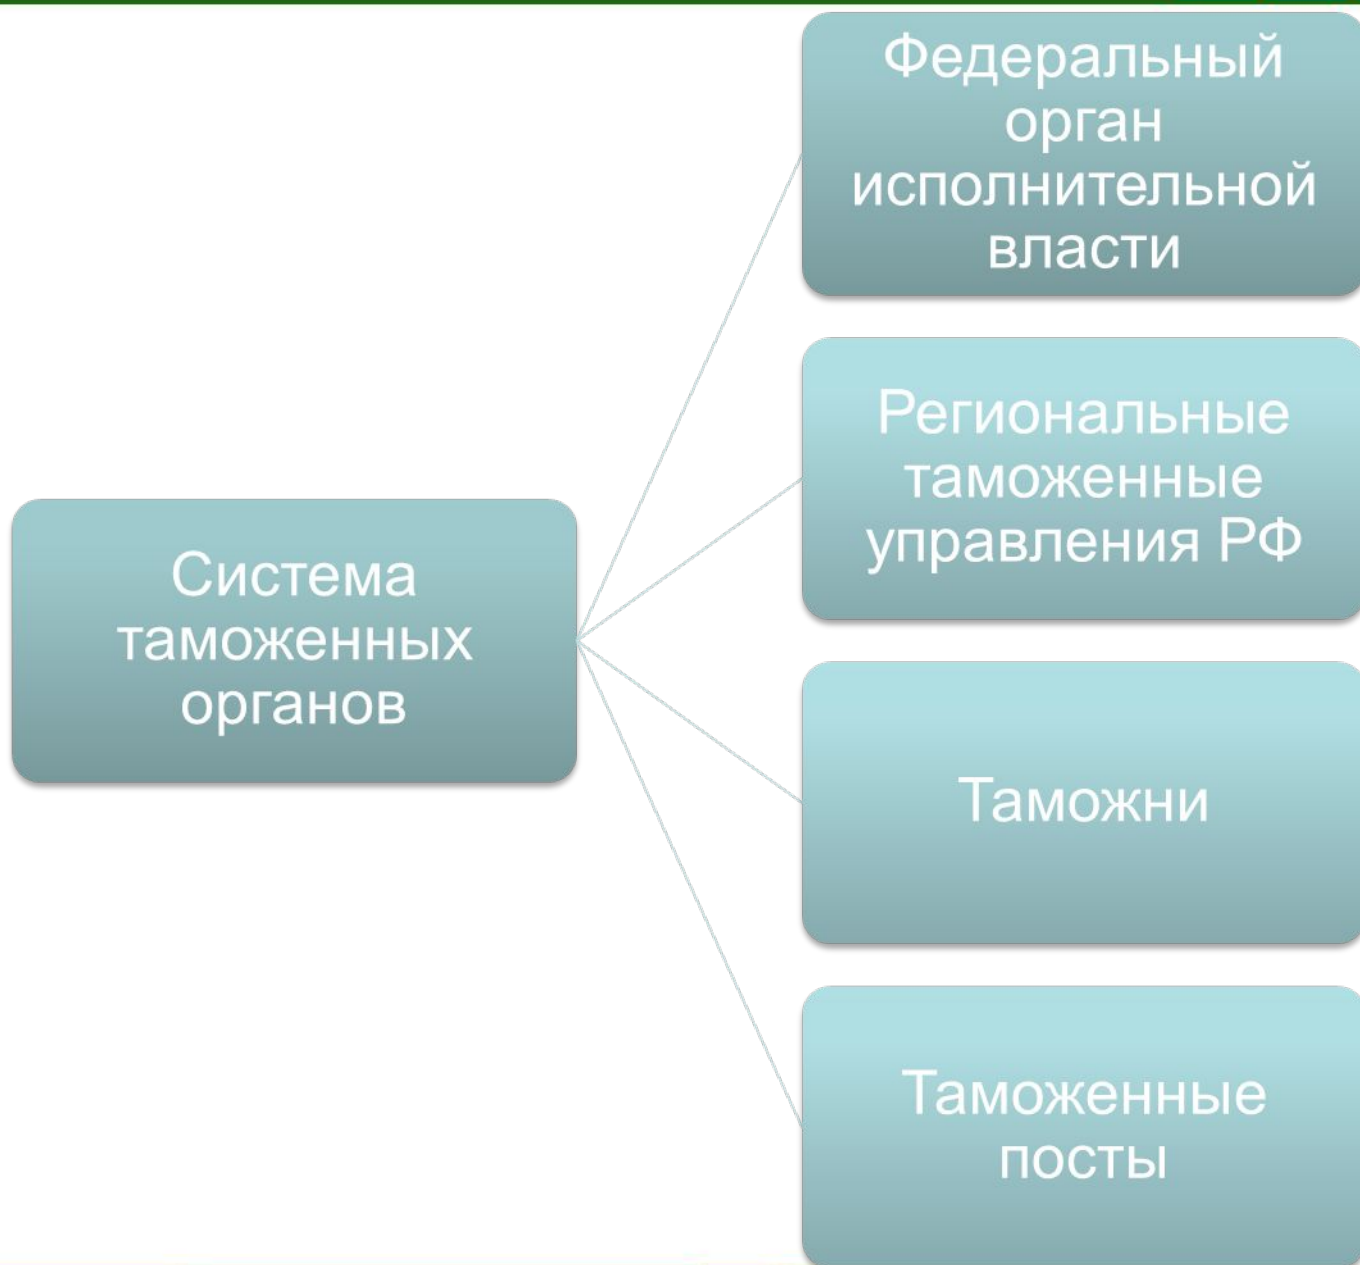 Федеральный
орган
исполнительной
власти
Региональные
таможенные
управления РФ
Система
таможенных
органов
Таможни
Таможенные
посты